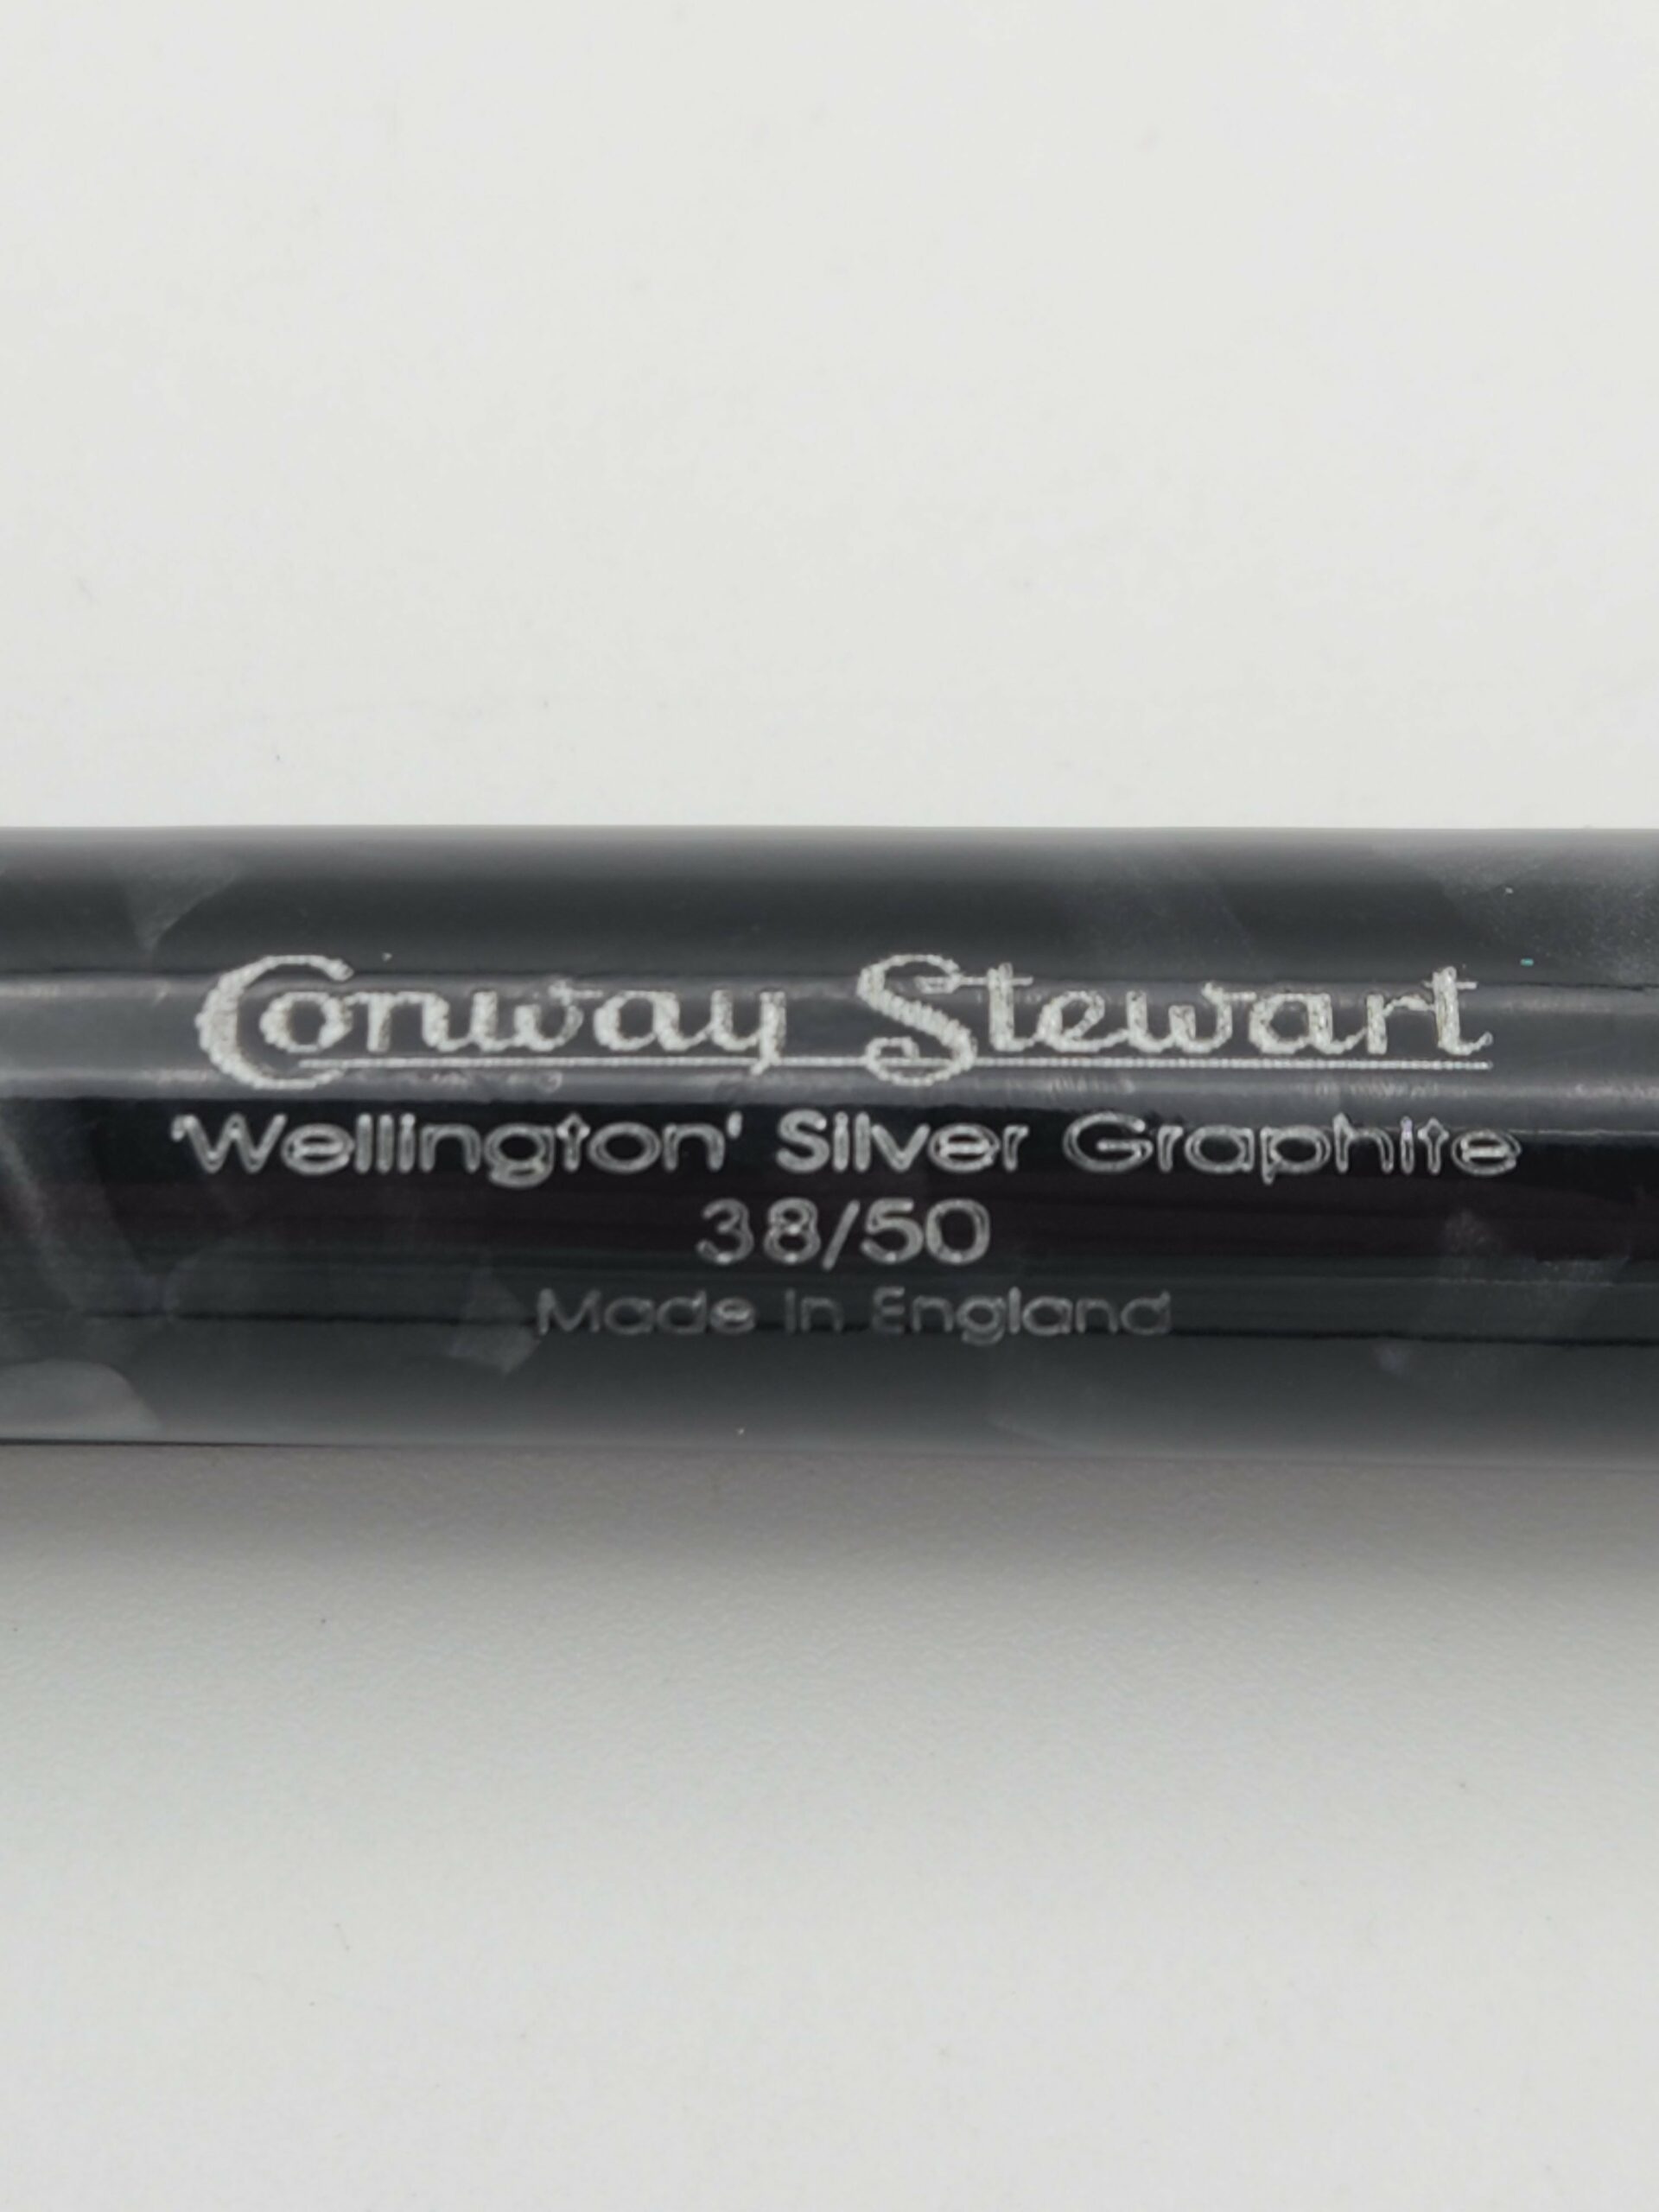 Conway Stewart
'Wellington' Silver Graphite
38/50
Made in England